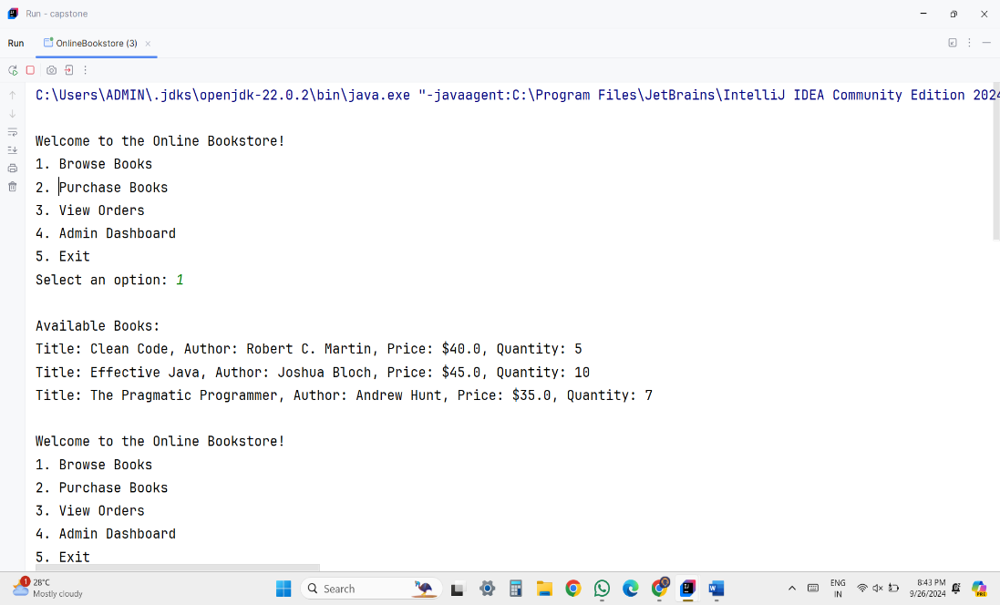 Run - capstone
Run OnlineBookstore (3)
C:\Users\ADMIN\.jdks\openjdk-22.0.2\bin\java.exe "-javaagent:C:\Program Files\JetBrains\IntelliJ IDEA Community Edition 2024
Welcome to the Online Bookstore!
1. Browse Books
2. Purchase Books
3. View Orders
4. Admin Dashboard
5. Exit
Select an option: 1
Available Books:
Title: Clean Code, Author: Robert C. Martin, Price: $40.0, Quantity: 5
Title: Effective Java, Author: Joshua Bloch, Price: $45.0, Quantity: 10
Title: The Pragmatic Programmer, Author: Andrew Hunt, Price: $35.0, Quantity: 7
Welcome to the Online Bookstore!
1. Browse Books
2. Purchase Books
3. View Orders
4. Admin Dashboard
5. Exit
1
28°C
Mostly cloudy
Search
ENG
IN
8:43 PM
9/26/2024
PRE